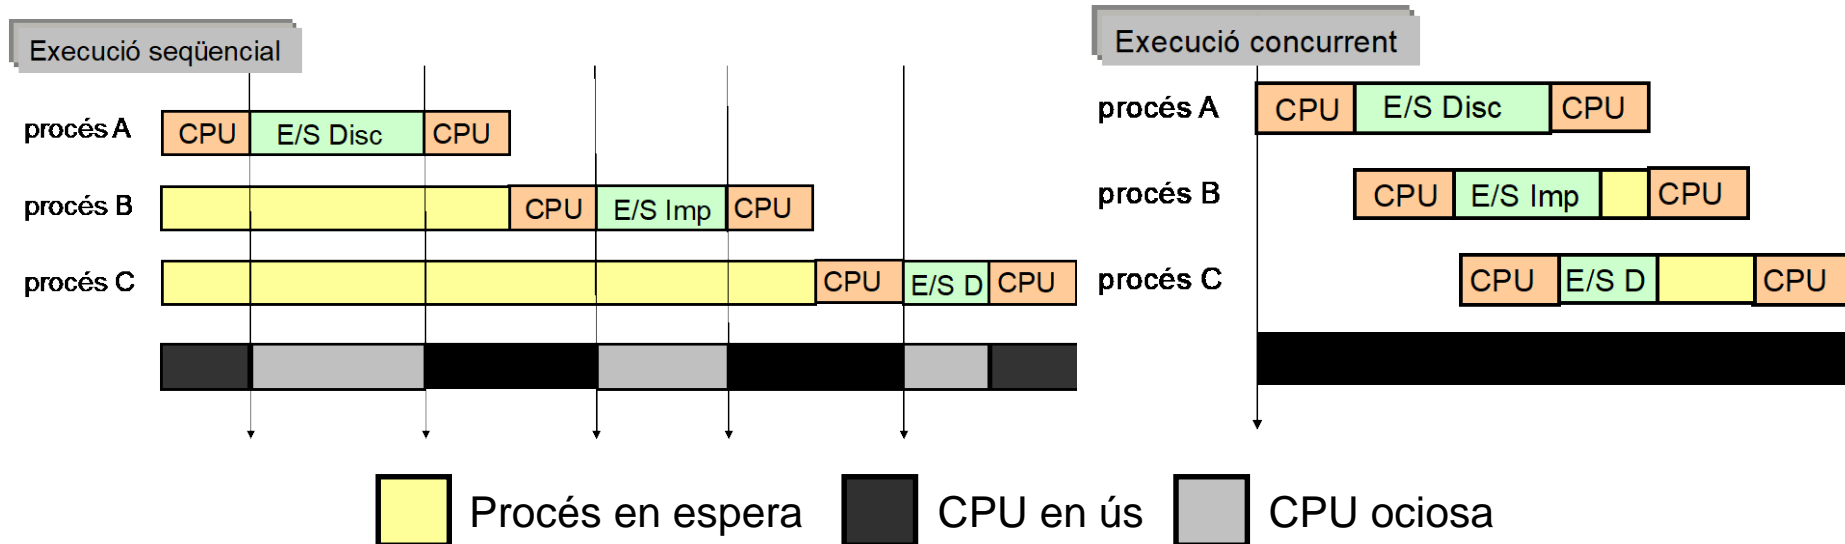 Execució seqüencial
procés A
CPU
E/S Disc
CPU
procés B
CPU
E/S Imp
CPU
procés C
CPU
E/S D
CPU
Execució concurrent
procés A
CPU
E/S Disc
CPU
procés B
CPU
E/S Imp
CPU
procés C
CPU
E/S D
CPU
Procés en espera
CPU en ús
CPU ociosa